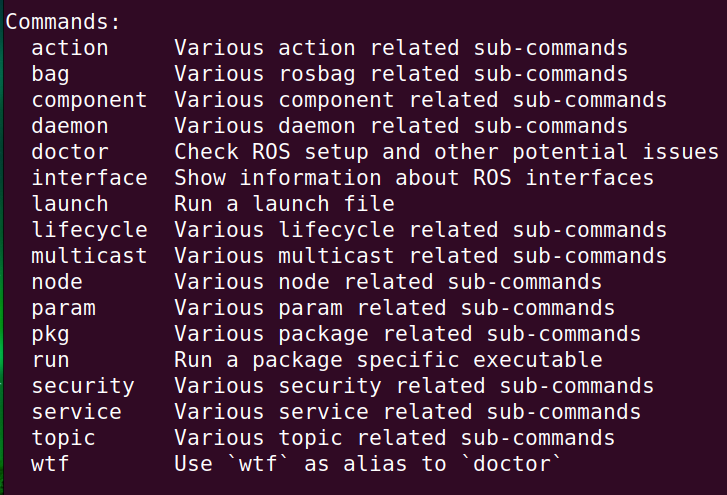 Commands:
  action     Various action related sub-commands
  bag        Various rosbag related sub-commands
  component  Various component related sub-commands
  daemon     Various daemon related sub-commands
  doctor     Check ROS setup and other potential issues
  interface  Show information about ROS interfaces
  launch     Run a launch file
  lifecycle  Various lifecycle related sub-commands
  multicast  Various multicast related sub-commands
  node       Various node related sub-commands
  param      Various param related sub-commands
  pkg        Various package related sub-commands
  run        Run a package specific executable
  security   Various security related sub-commands
  service    Various service related sub-commands
  topic      Various topic related sub-commands
  wtf        Use `wtf` as alias to `doctor`